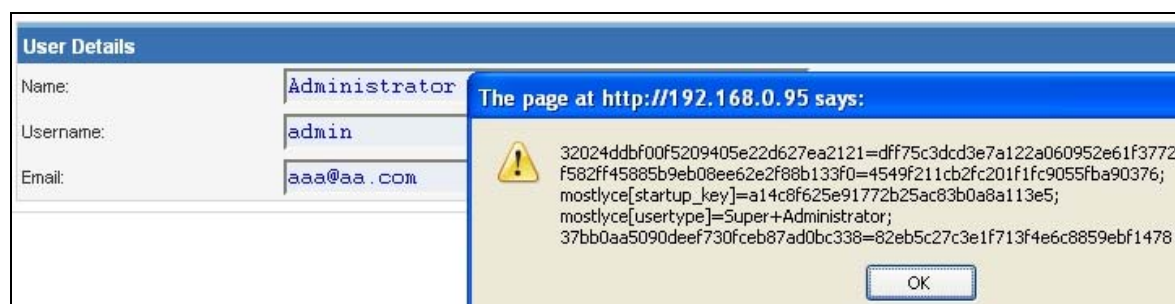 User Details
Name:
Administrator
The page at http://192.168.0.95 says:
Username:
admin
Email:
aaa@aa.com
32024ddbf00f5209405e22d627ea2121=dff75c3dcd3e7a122a060952e61f3772
f582ff45885b9eb08ee62e2f88b133f0=4549f211cb2fc201f1fc9055fba90376;
mostlyce[startup_key]=a14c8f625e91772b25ac83b0a8a113e5;
mostlyce[usertype]=Super+Administrator;
37bb0aa5090deef730fceb87ad0bc338=82eb5c27c3e1f713f4e6c8859ebf1478
OK